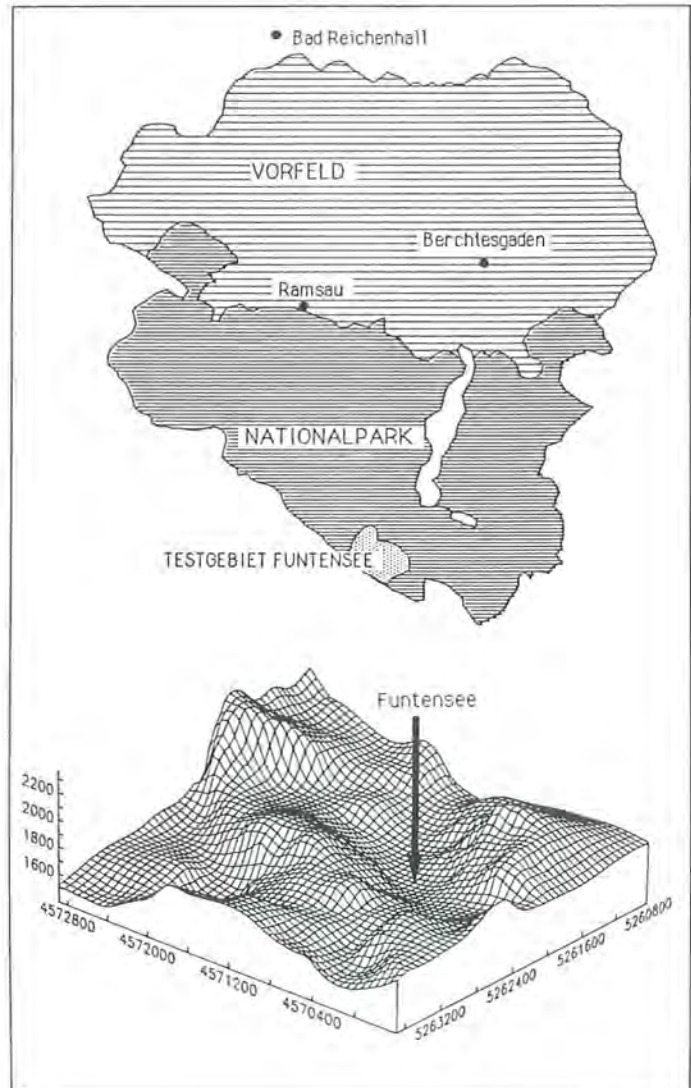 Bad Reichenhall
VORFELD
Berchtesgaden
Ramsau
NATIONALPARK
TESTGEBIET FUNTENSEE
Funtensee
2200
2000
1800
1600
4572800
4572000
4571200
4570400
5263200
5262400
5261600
5260800